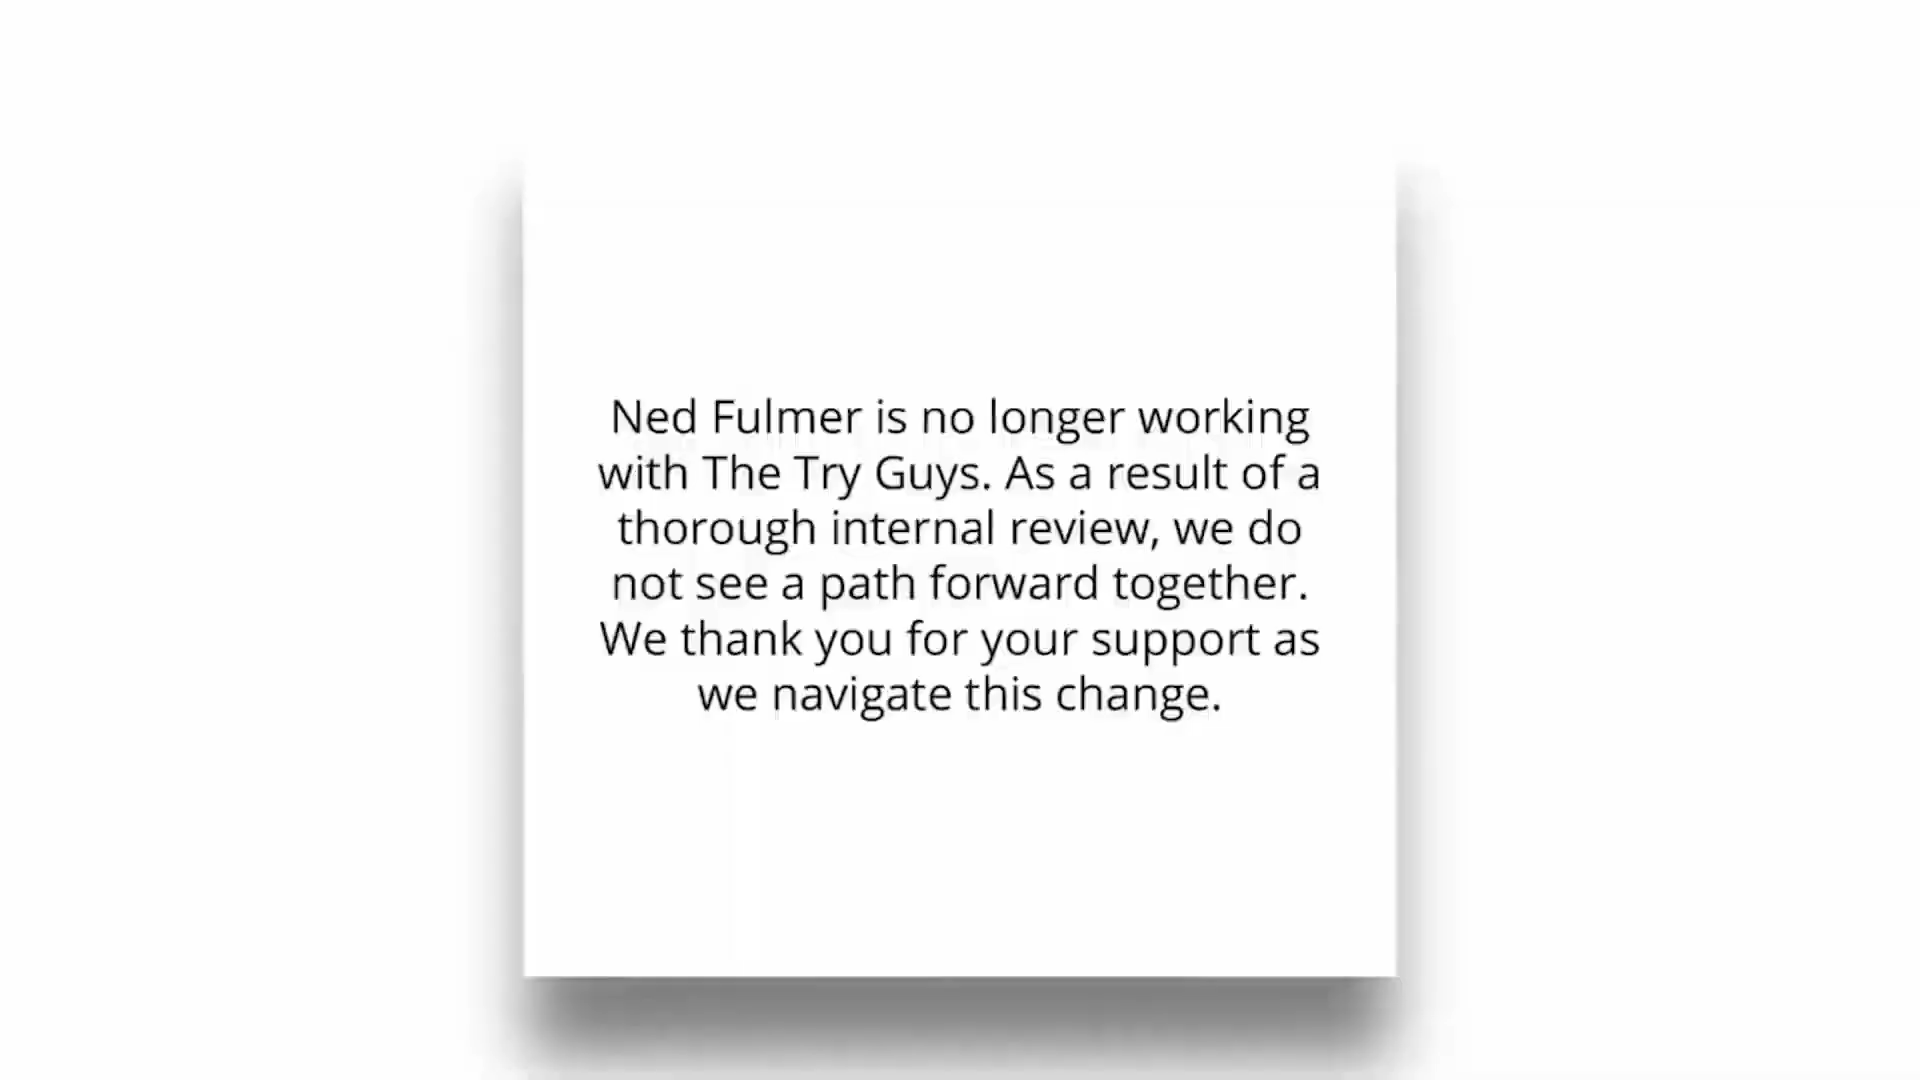 Ned Fulmer is no longer working
with The Try Guys. As a result of a
thorough internal review, we do
not see a path forward together.
We thank you for your support as
we navigate this change.